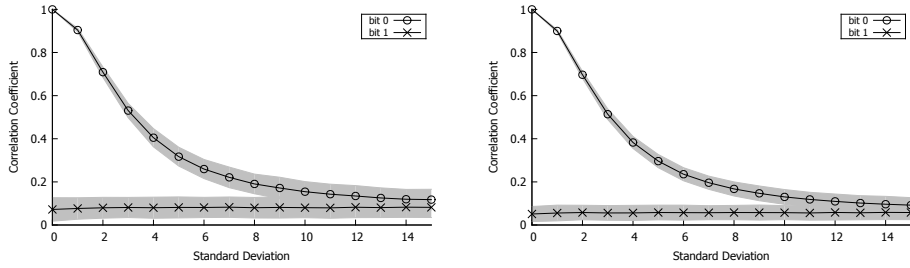 1
0.8
0.6
0.4
0.2
0
0 2 4 6 8 10 12 14
Correlation Coefficient
Standard Deviation
bit 0
bit 1
1
0.8
0.6
0.4
0.2
0
0 2 4 6 8 10 12 14
Correlation Coefficient
Standard Deviation
bit 0
bit 1